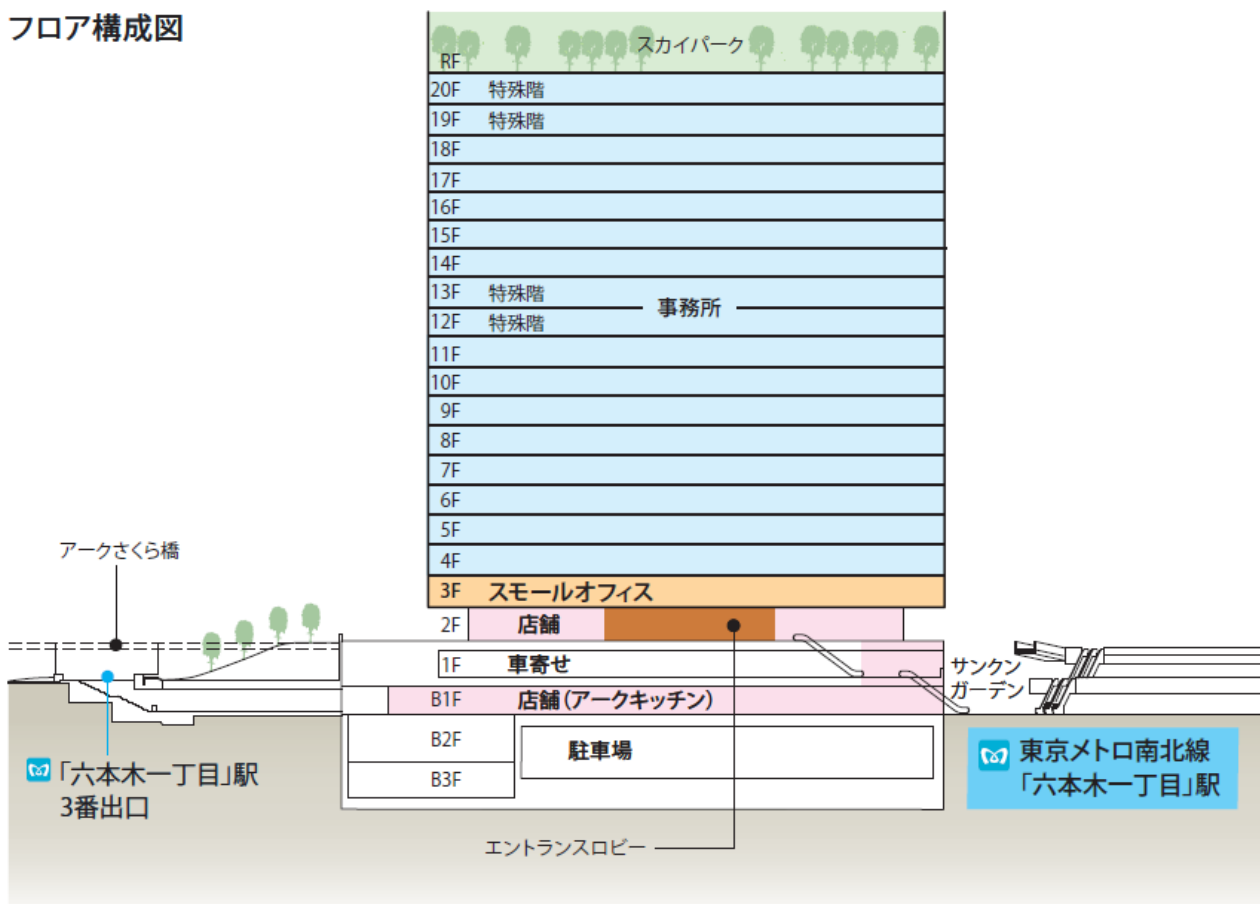 フロア構成図
スカイパーク
RF
20F 特殊階
19F 特殊階
18F
17F
16F
15F
14F
13F 特殊階
事務所
12F 特殊階
11F
10F
9F
8F
7F
6F
5F
4F
アークさくら橋
3F スモールオフィス
2F 店舗
1F 車寄せ
サンクン
ガーデン
B1F 店舗(アークキッチン)
B2F
駐車場
B3F
「六本木一丁目」駅
3番出口
東京メトロ南北線
「六本木一丁目」駅
エントランスロビー